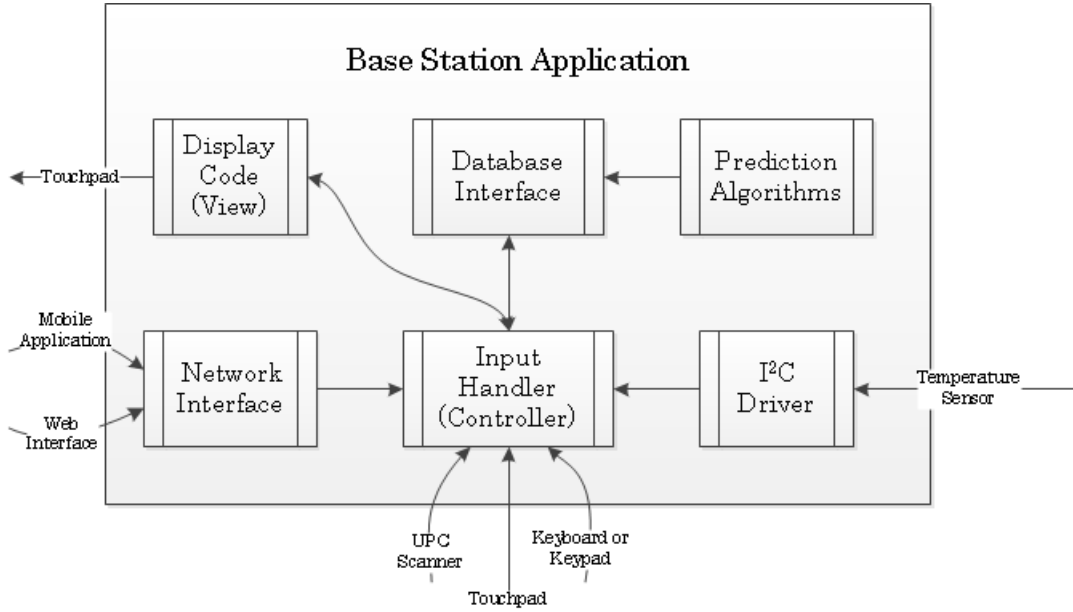 Base Station Application
Display
Code
(View)
Database
Interface
Prediction
Algorithms
Touchpad
Mobile
Application
Network
Interface
Input
Handler
(Controller)
I²C
Driver
Temperature
Sensor
Web
Interface
UPC
Scanner
Keyboard or
Keypad
Touchpad